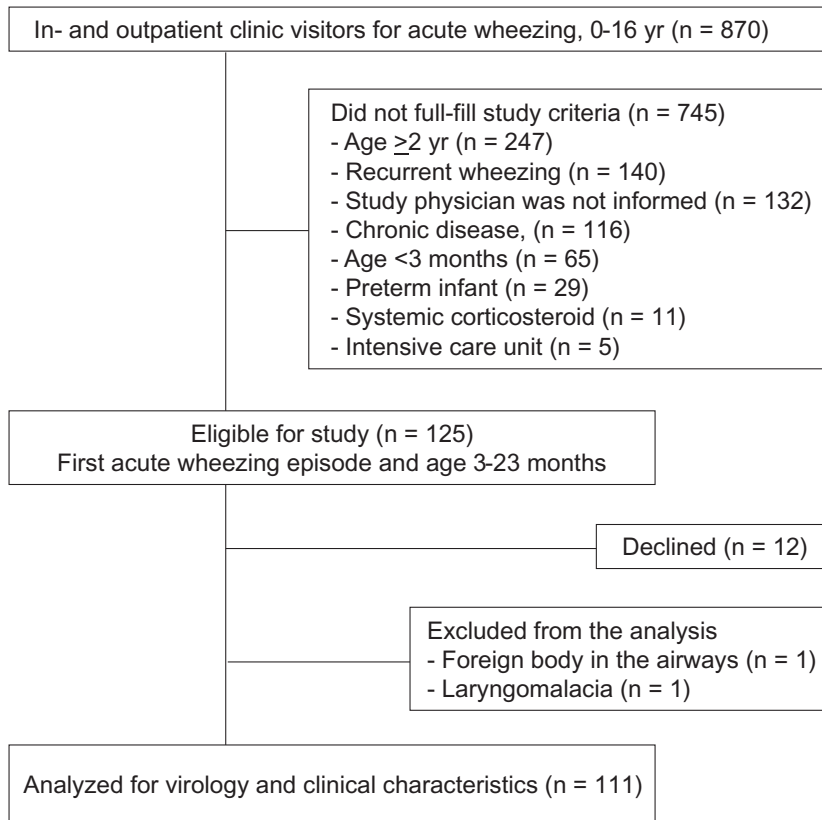 In- and outpatient clinic visitors for acute wheezing, 0-16 yr (n = 870)
Did not full-fill study criteria (n = 745)
- Age ≥2 yr (n = 247)
- Recurrent wheezing (n = 140)
- Study physician was not informed (n = 132)
- Chronic disease, (n = 116)
- Age <3 months (n = 65)
- Preterm infant (n = 29)
- Systemic corticosteroid (n = 11)
- Intensive care unit (n = 5)
Eligible for study (n = 125)
First acute wheezing episode and age 3-23 months
Declined (n = 12)
Excluded from the analysis
- Foreign body in the airways (n = 1)
- Laryngomalacia (n = 1)
Analyzed for virology and clinical characteristics (n = 111)